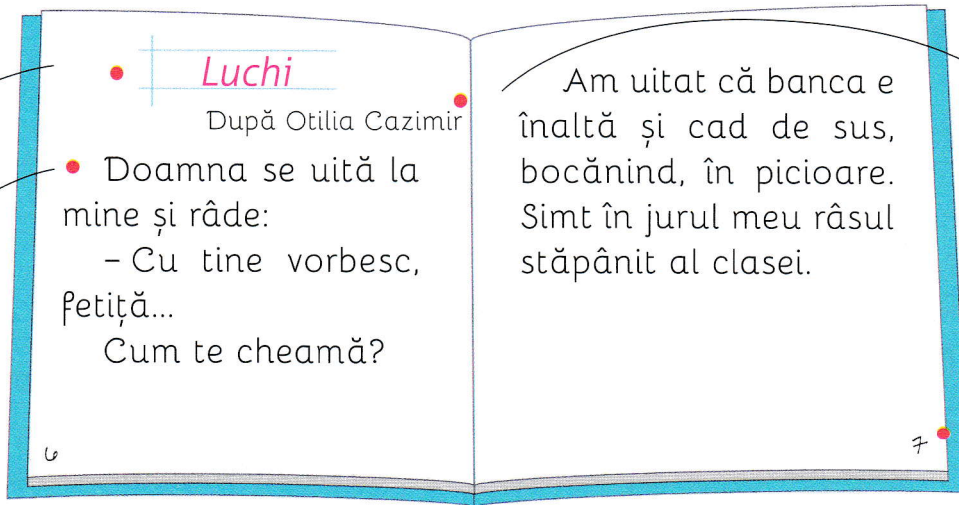 Luchi
După Otilia Cazimir
Doamna se uită la
mine și râde:
– Cu tine vorbesc,
fetiță...
Cum te cheamă?
6
Am uitat că banca e
înaltă și cad de sus,
bocănind, în picioare.
Simt în jurul meu râsul
stăpânit al clasei.
7